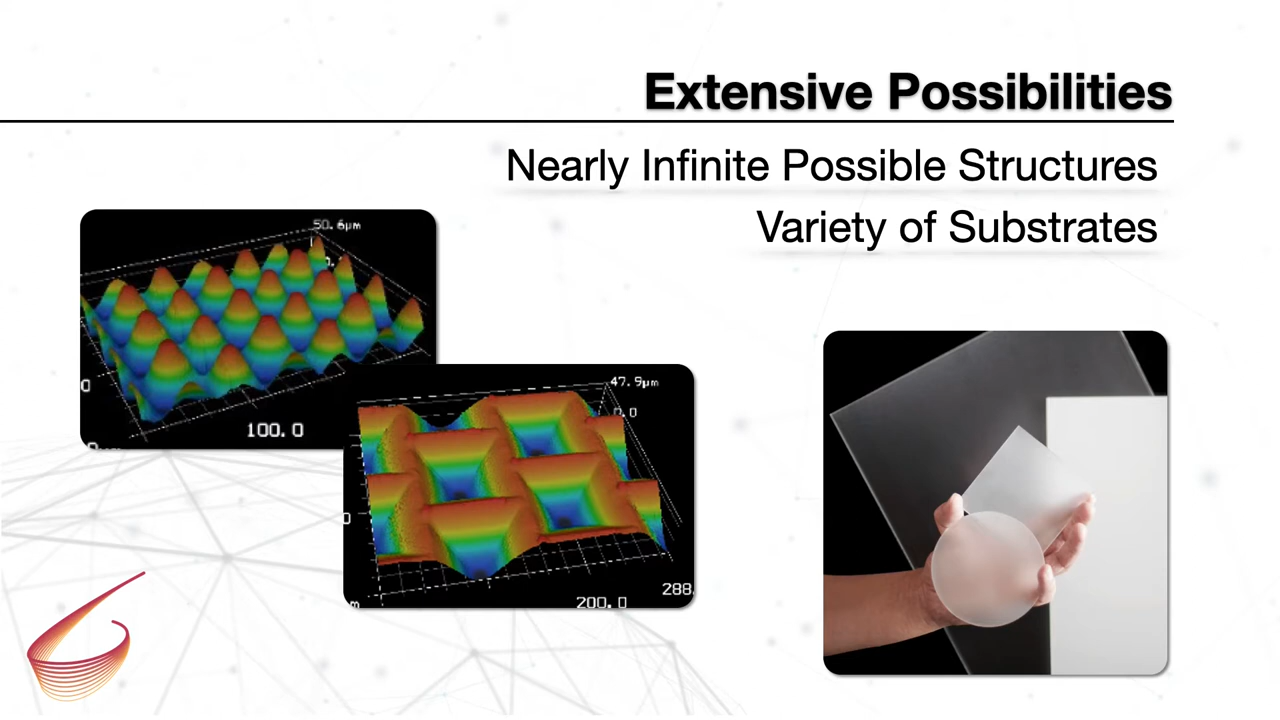 Extensive Possibilities
Nearly Infinite Possible Structures
Variety of Substrates
50.6µm
100.0
47.9µm
0.0
200.0
288.